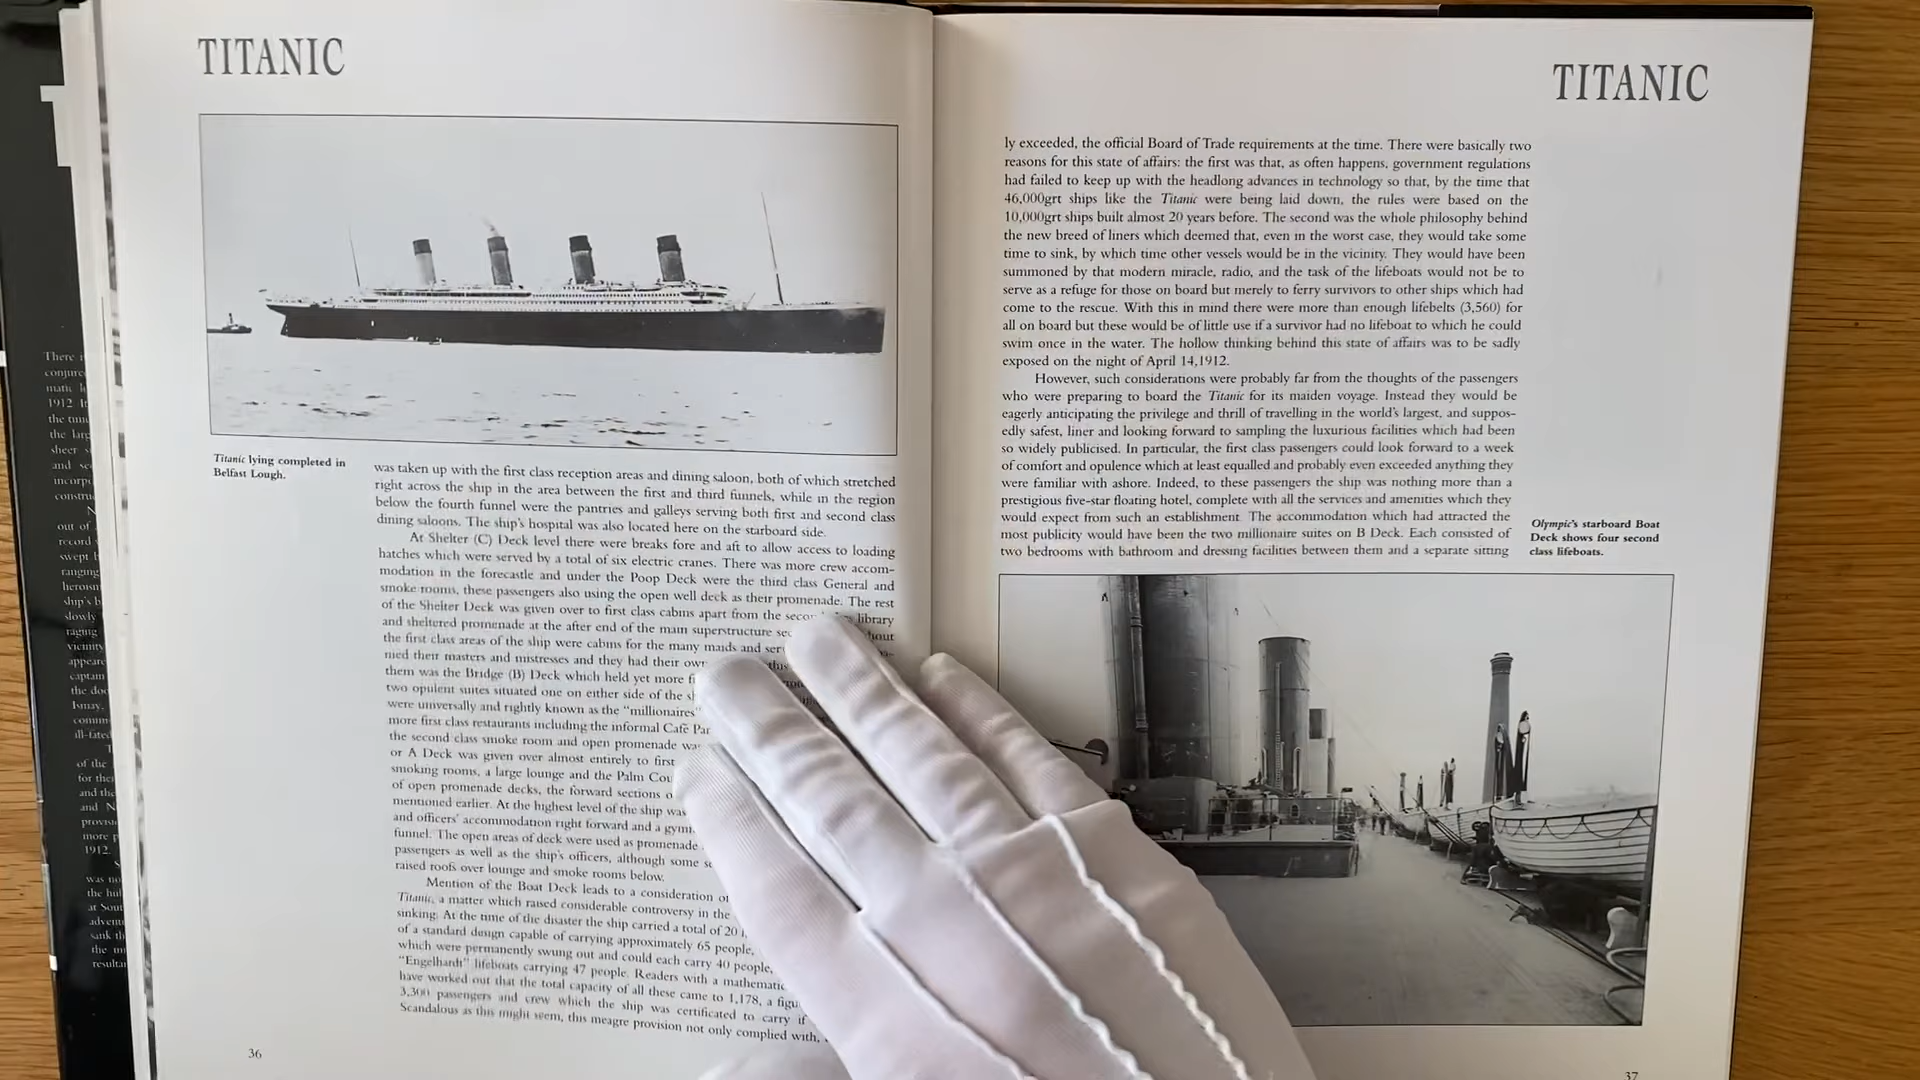 TITANIC
Titanic lying completed in
Belfast Lough.
was taken up with the first class reception areas and dining saloon, both of which stretched
right across the ship in the area between the first and third funnels, while in the region
below the fourth funnel were the pantries and galleys serving both first and second class
dining saloons. The ship's hospital was also located here on the starboard side.
At Shelter (C) Deck level there were breaks fore and aft to allow access to loading
hatches which were served by a total of six electric cranes. There was more crew accom-
modation in the forecastle and under the Poop Deck were the third class General and
smoke rooms, these passengers also using the open well deck as their promenade. The rest
of the Shelter Deck was given over to first class cabins apart from the library
and sheltered promenade at the after end of the main superstructure
the first class areas of the ship were cabins for the many maids and
nied their masters and mistresses and they had their own
them was the Bridge (B) Deck which held yet more
two opulent suites situated one on either side of the
were universally and rightly known as the "millionaires"
more first class restaurants including the informal Café
the second class smoke room and open promenade
or A Deck was given over almost entirely to first
smoking rooms, a large lounge and the Palm
of open promenade decks, the forward sections
mentioned earlier. At the highest level of the ship was
and officers' accommodation right forward and a
funnel. The open areas of deck were used as promenade
passengers as well as the ship's officers, although some
raised roofs over lounge and smoke rooms below.
Mention of the Boat Deck leads to a consideration
Titanic, a matter which raised considerable controversy in the
sinking. At the time of the disaster the ship carried a total of 20
of a standard design capable of carrying approximately 65 people,
which were permanently swung out and could each carry 40 people,
"Engelhardt" lifeboats carrying 47 people. Readers with a
have worked out that the total capacity of all these came to 1,178, a
3,300 passengers and crew which the ship was certificated to carry if
Scandalous as this might seem, this meagre provision not only complied with,
36
TITANIC
ly exceeded, the official Board of Trade requirements at the time. There were basically two
reasons for this state of affairs: the first was that, as often happens, government regulations
had failed to keep up with the headlong advances in technology so that, by the time that
46,000grt ships like the Titanic were being laid down, the rules were based on the
10,000grt ships built almost 20 years before. The second was the whole philosophy behind
the new breed of liners which deemed that, even in the worst case, they would take some
time to sink, by which time other vessels would be in the vicinity. They would have been
summoned by that modern miracle, radio, and the task of the lifeboats would not be to
serve as a refuge for those on board but merely to ferry survivors to other ships which had
come to the rescue. With this in mind there were more than enough lifebelts (3,560) for
all on board but these would be of little use if a survivor had no lifeboat to which he could
swim once in the water. The hollow thinking behind this state of affairs was to be sadly
exposed on the night of April 14,1912.
However, such considerations were probably far from the thoughts of the passengers
who were preparing to board the Titanic for its maiden voyage. Instead they would be
eagerly anticipating the privilege and thrill of travelling in the world's largest, and suppos-
edly safest, liner and looking forward to sampling the luxurious facilities which had been
so widely publicised. In particular, the first class passengers could look forward to a week
of comfort and opulence which at least equalled and probably even exceeded anything they
were familiar with ashore. Indeed, to these passengers the ship was nothing more than a
prestigious five-star floating hotel, complete with all the services and amenities which they
would expect from such an establishment. The accommodation which had attracted the
most publicity would have been the two millionaire suites on B Deck. Each consisted of
two bedrooms with bathroom and dressing facilities between them and a separate sitting
Olympic's starboard Boat
Deck shows four second
class lifeboats.
37